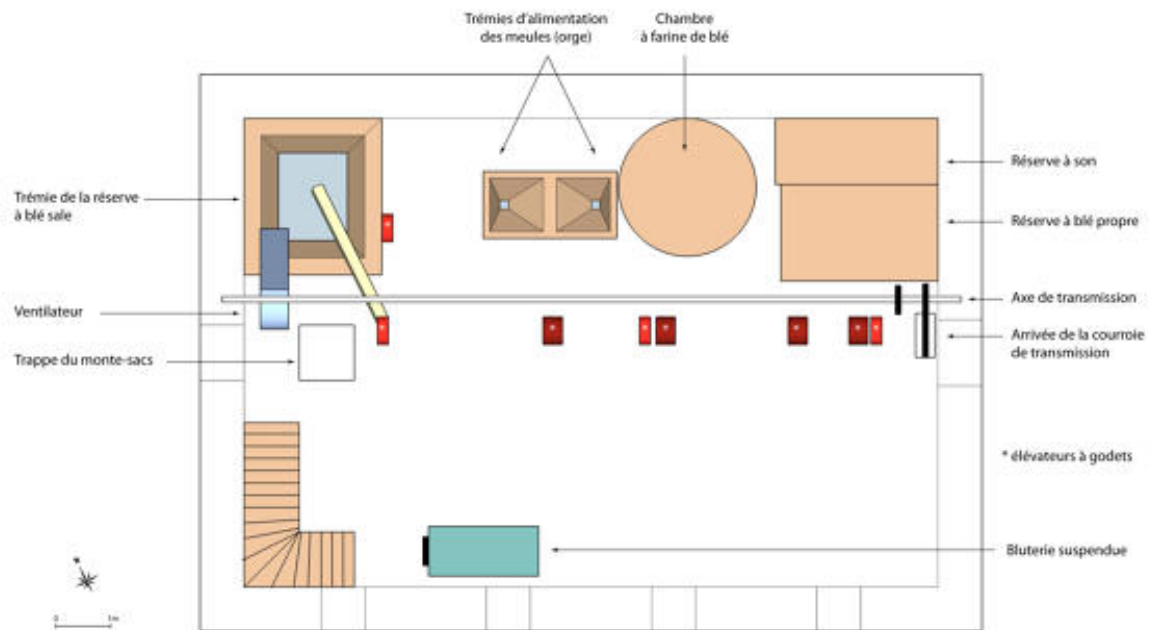 Trémies d'alimentation
des meules (orge)
Chambre
à farine de blé
Trémie de la réserve
à blé sale
Ventilateur
Trappe du monte-sacs
Réserve à son
Réserve à blé propre
Axe de transmission
Arrivée de la courroie
de transmission
* élévateurs à godets
Bluterie suspendue
0 1m